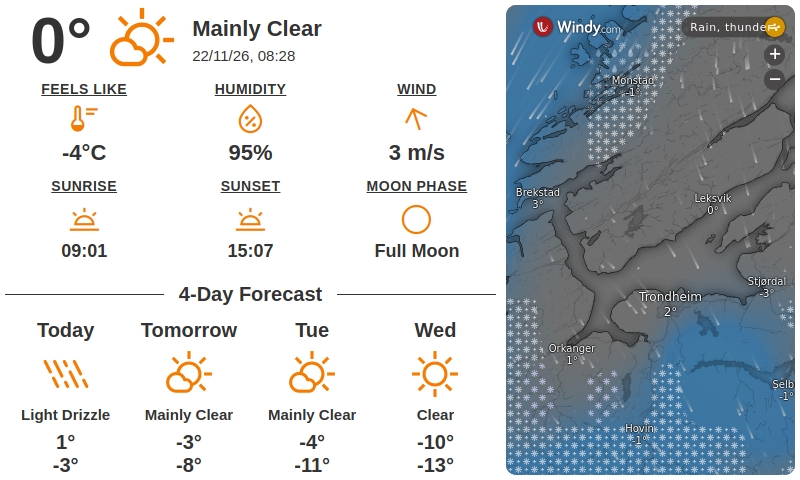 0°
Mainly Clear
22/11/26, 08:28
FEELS LIKE
HUMIDITY
WIND
-4°C
95%
3 m/s
SUNRISE
SUNSET
MOON PHASE
09:01
15:07
Full Moon
4-Day Forecast
Today
Tomorrow
Tue
Wed
Light Drizzle
Mainly Clear
Mainly Clear
Clear
1°
-3°
-4°
-10°
-3°
-8°
-11°
-13°
Windy.com
Rain, thunde
+
−
Monstad
-1°
Brekstad
3°
Leksvik
0°
Stjørdal
-3°
Trondheim
2°
Orkanger
1°
Selb
-1°
Hovin
-1°